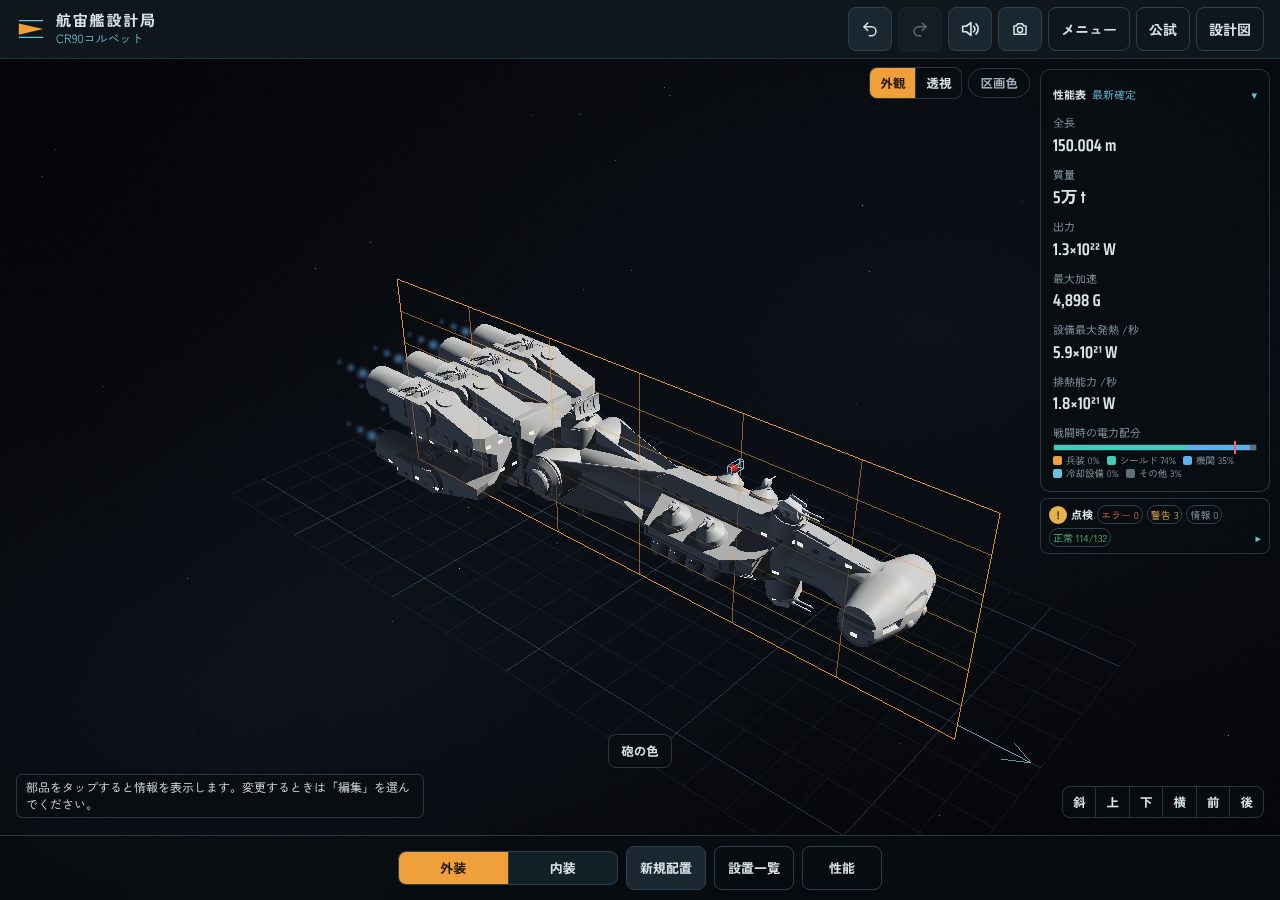 航宙艦設計局
CR90コルベット
メニュー
公試
設計図
外観
透視
区画色
性能表 最新確定 ▼
全長
150.004 m
質量
5万 t
出力
1.3×10²² W
最大加速
4,898 G
設備最大発熱 /秒
5.9×10²¹ W
排熱能力 /秒
1.8×10²¹ W
戦闘時の電力配分
兵装 0% シールド 74% 機関 35%
冷却設備 0% その他 3%
! 点検 エラー 0 警告 3 情報 0
正常 114/132 ▶
砲の色
部品をタップすると情報を表示します。変更するときは「編集」を選ん
でください。
斜 上 下 横 前 後
外装
内装
新規配置
設置一覧
性能